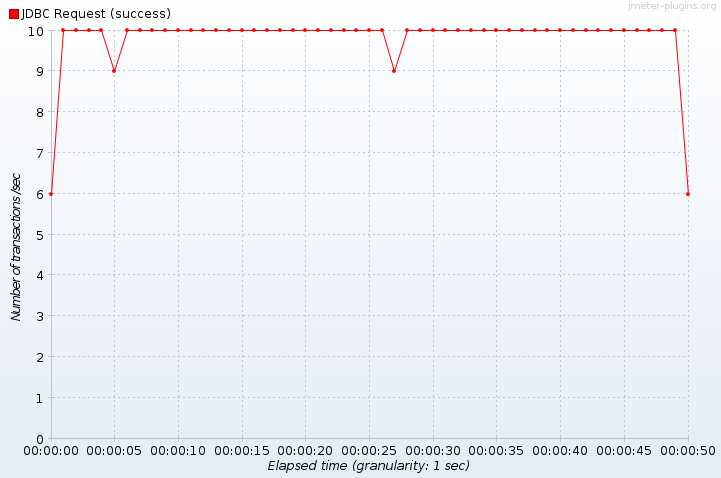 jmeter-plugins.org
JDBC Request (success)
10
9
8
7
6
5
4
3
2
1
0
Number of transactions /sec
00:00:00 00:00:05 00:00:10 00:00:15 00:00:20 00:00:25 00:00:30 00:00:35 00:00:40 00:00:45 00:00:50
Elapsed time (granularity: 1 sec)